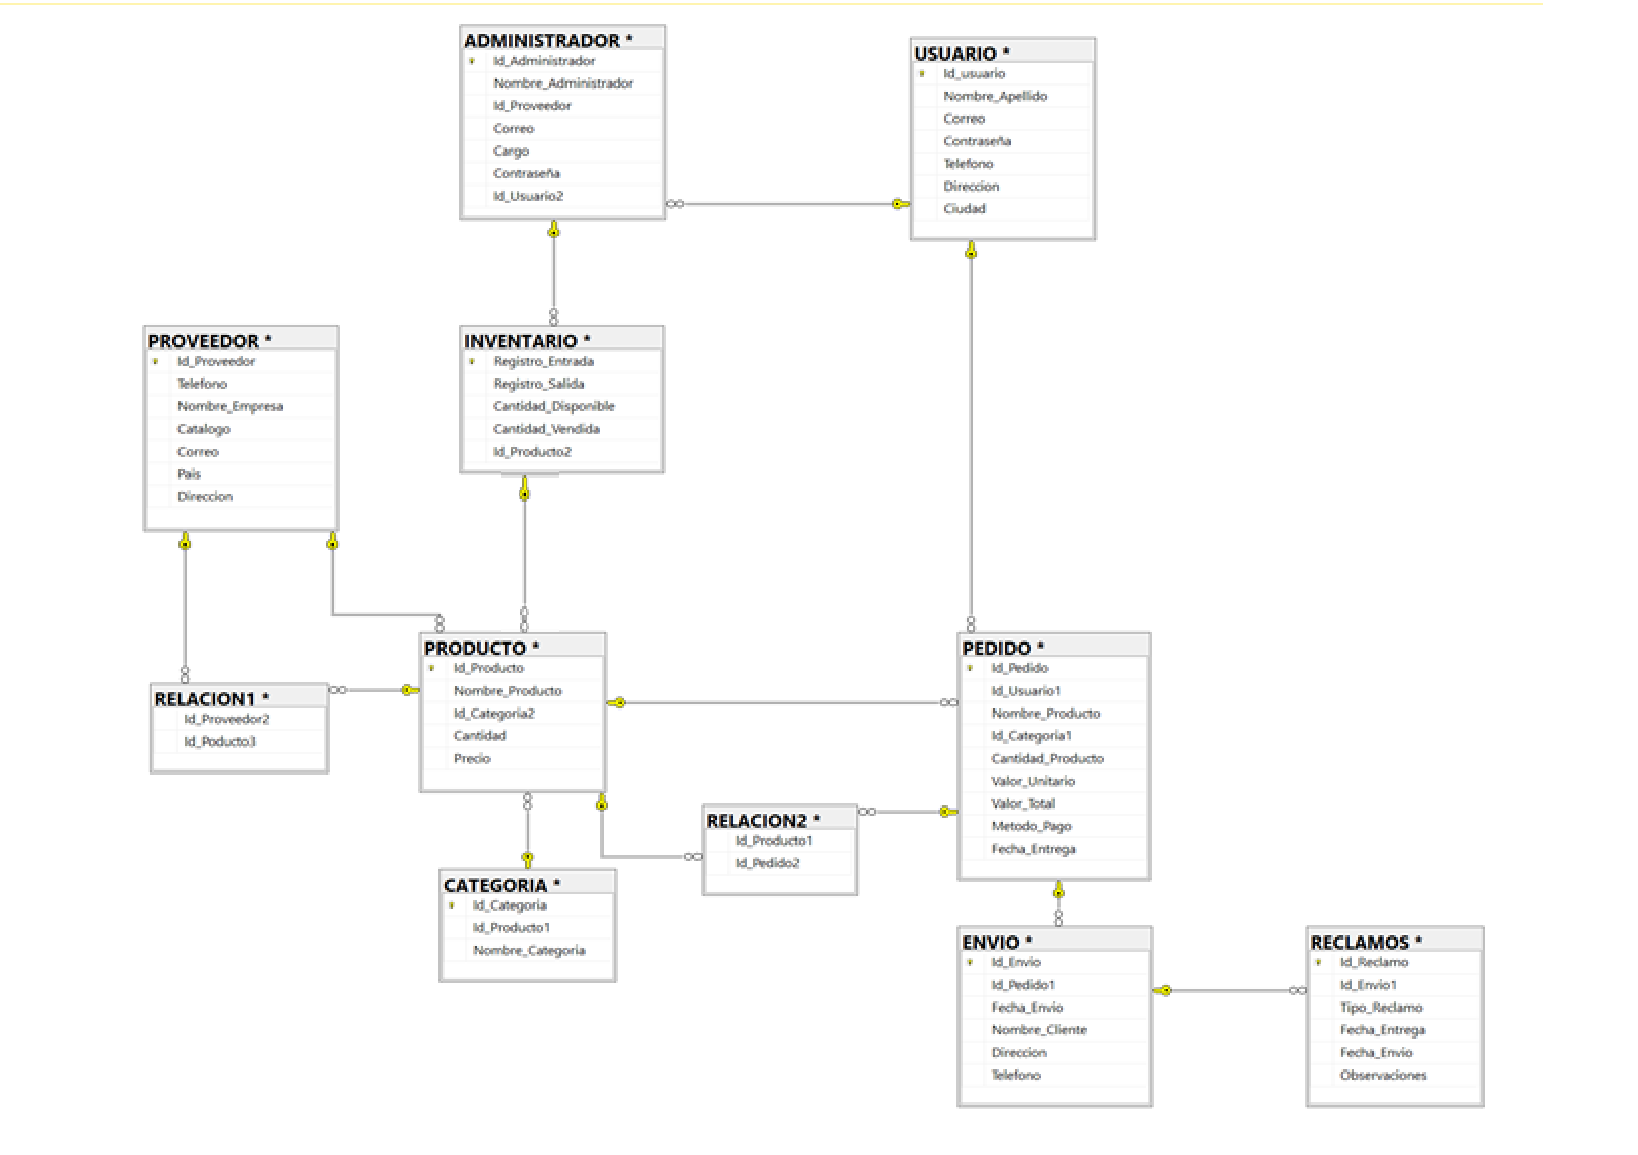 ADMINISTRADOR *
Id_Administrador
Nombre_Administrador
Id_Proveedor
Correo
Cargo
Contraseña
Id_Usuario2
USUARIO *
Id_usuario
Nombre_Apellido
Correo
Contraseña
Telefono
Direccion
Ciudad
PROVEEDOR *
Id_Proveedor
Telefono
Nombre_Empresa
Catalogo
Correo
Pais
Direccion
INVENTARIO *
Registro_Entrada
Registro_Salida
Cantidad_Disponible
Cantidad_Vendida
Id_Producto2
RELACION1 *
Id_Proveedor2
Id_Poducto3
PRODUCTO *
Id_Producto
Nombre_Producto
Id_Categoria2
Cantidad
Precio
PEDIDO *
Id_Pedido
Id_Usuario1
Nombre_Producto
Id_Categoria1
Cantidad_Producto
Valor_Unitario
Valor_Total
Metodo_Pago
Fecha_Entrega
RELACION2 *
Id_Producto1
Id_Pedido2
CATEGORIA *
Id_Categoria
Id_Producto1
Nombre_Categoria
ENVIO *
Id_Envio
Id_Pedido1
Fecha_Envio
Nombre_Cliente
Direccion
Telefono
RECLAMOS *
Id_Reclamo
Id_Envio1
Tipo_Reclamo
Fecha_Entrega
Fecha_Envio
Observaciones